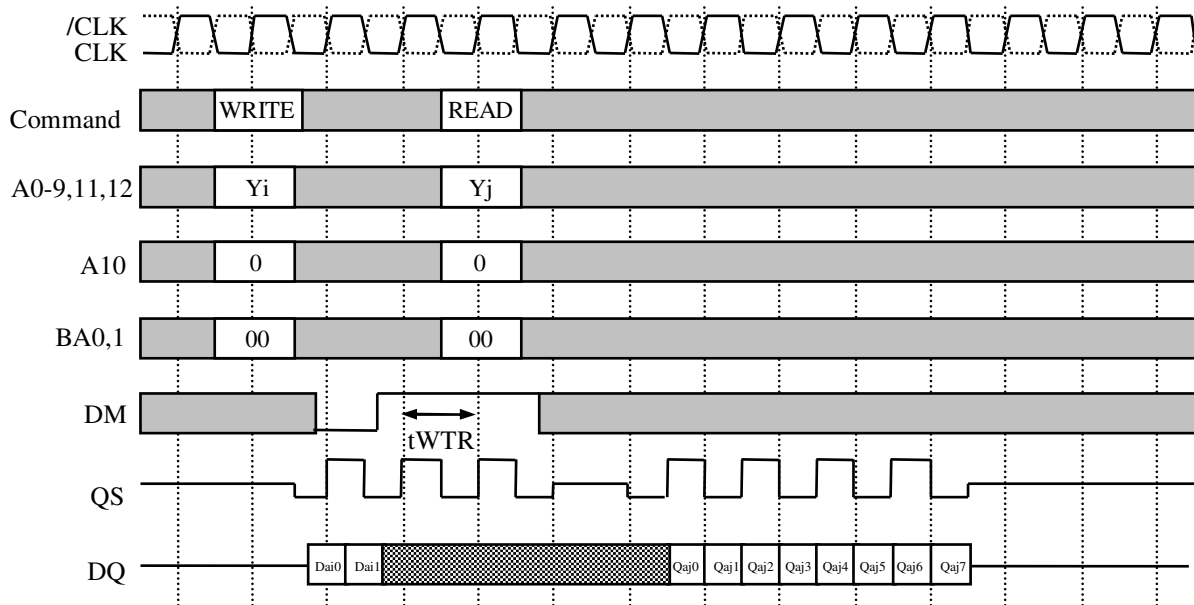 /CLK
CLK
Command WRITE READ
A0-9,11,12 Yi Yj
A10 0 0
BA0,1 00 00
DM
tWTR
QS
DQ Dai0 Dai1 Qaj0 Qaj1 Qaj2 Qaj3 Qaj4 Qaj5 Qaj6 Qaj7